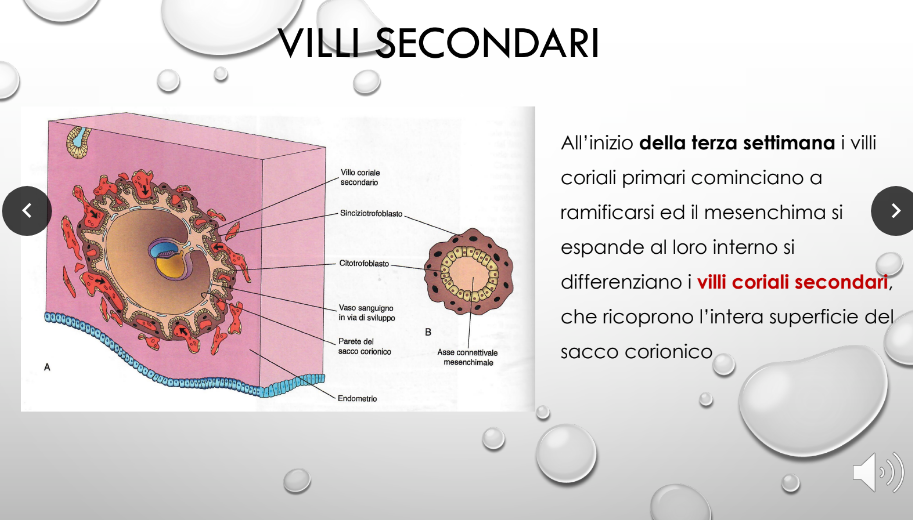 VILLI SECONDARI
Villo coriale
secondario
Sinciziotrofoblasto
Citotrofoblasto
Vaso sanguigno
in via di sviluppo
Parete del
sacco corionico
Endometrio
A
B
Asse connettivale
mesenchimale
All'inizio della terza settimana i villi
coriali primari cominciano a
ramificarsi ed il mesenchima si
espande al loro interno si
differenziano i villi coriali secondari,
che ricoprono l'intera superficie del
sacco corionico